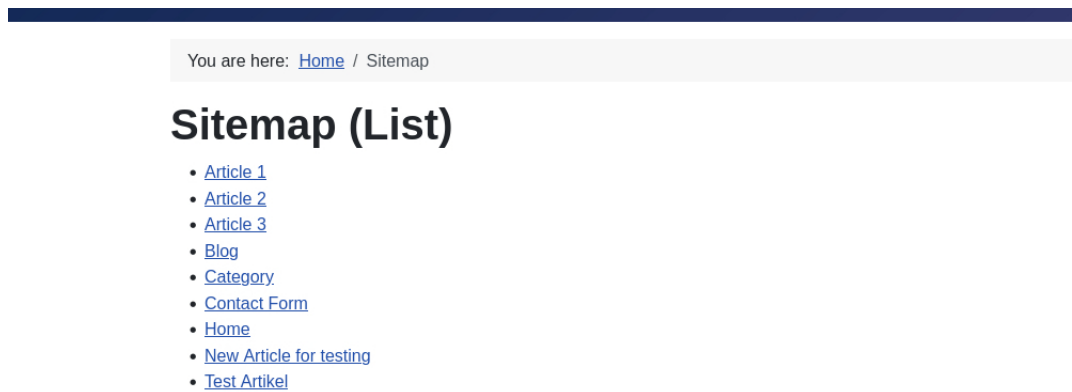 You are here: Home / Sitemap
Sitemap (List)
Article 1
Article 2
Article 3
Blog
Category
Contact Form
Home
New Article for testing
Test Artikel